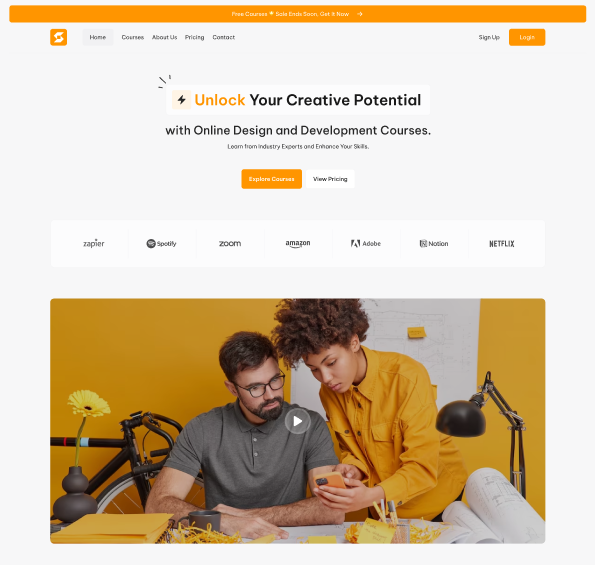 Free Courses 🌟 Sale Ends Soon, Get It Now →
Home
Courses
About Us
Pricing
Contact
Sign Up
Login
Unlock Your Creative Potential
with Online Design and Development Courses.
Learn from Industry Experts and Enhance Your Skills.
Explore Courses
View Pricing
zapier
Spotify
zoom
amazon
Adobe
Notion
NETFLIX